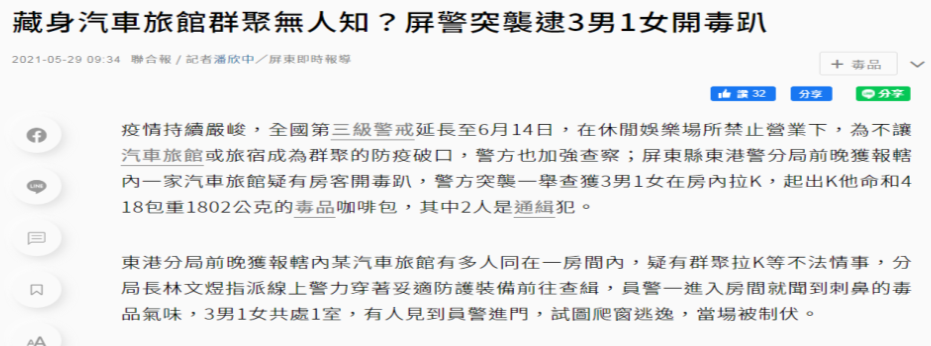 藏身汽車旅館群聚無人知？屏警突襲逮3男1女開毒趴
2021-05-29 09:34 聯合報 / 記者潘欣中／屏東即時報導
+ 毒品
讚 32 分享 分享
疫情持續嚴峻，全國第三級警戒延長至6月14日，在休閒娛樂場所禁止營業下，為不讓
汽車旅館或旅宿成為群聚的防疫破口，警方也加強查察；屏東縣東港警分局前晚獲報轄
內一家汽車旅館疑有房客開毒趴，警方突襲一舉查獲3男1女在房內拉K，起出K他命和4
18包重1802公克的毒品咖啡包，其中2人是通緝犯。
東港分局前晚獲報轄內某汽車旅館有多人同在一房間內，疑有群聚拉K等不法情事，分
局長林文煜指派線上警力穿著妥適防護裝備前往查緝，員警一進入房間就聞到刺鼻的毒
品氣味，3男1女共處1室，有人見到員警進門，試圖爬窗逃逸，當場被制伏。
LINE
AA